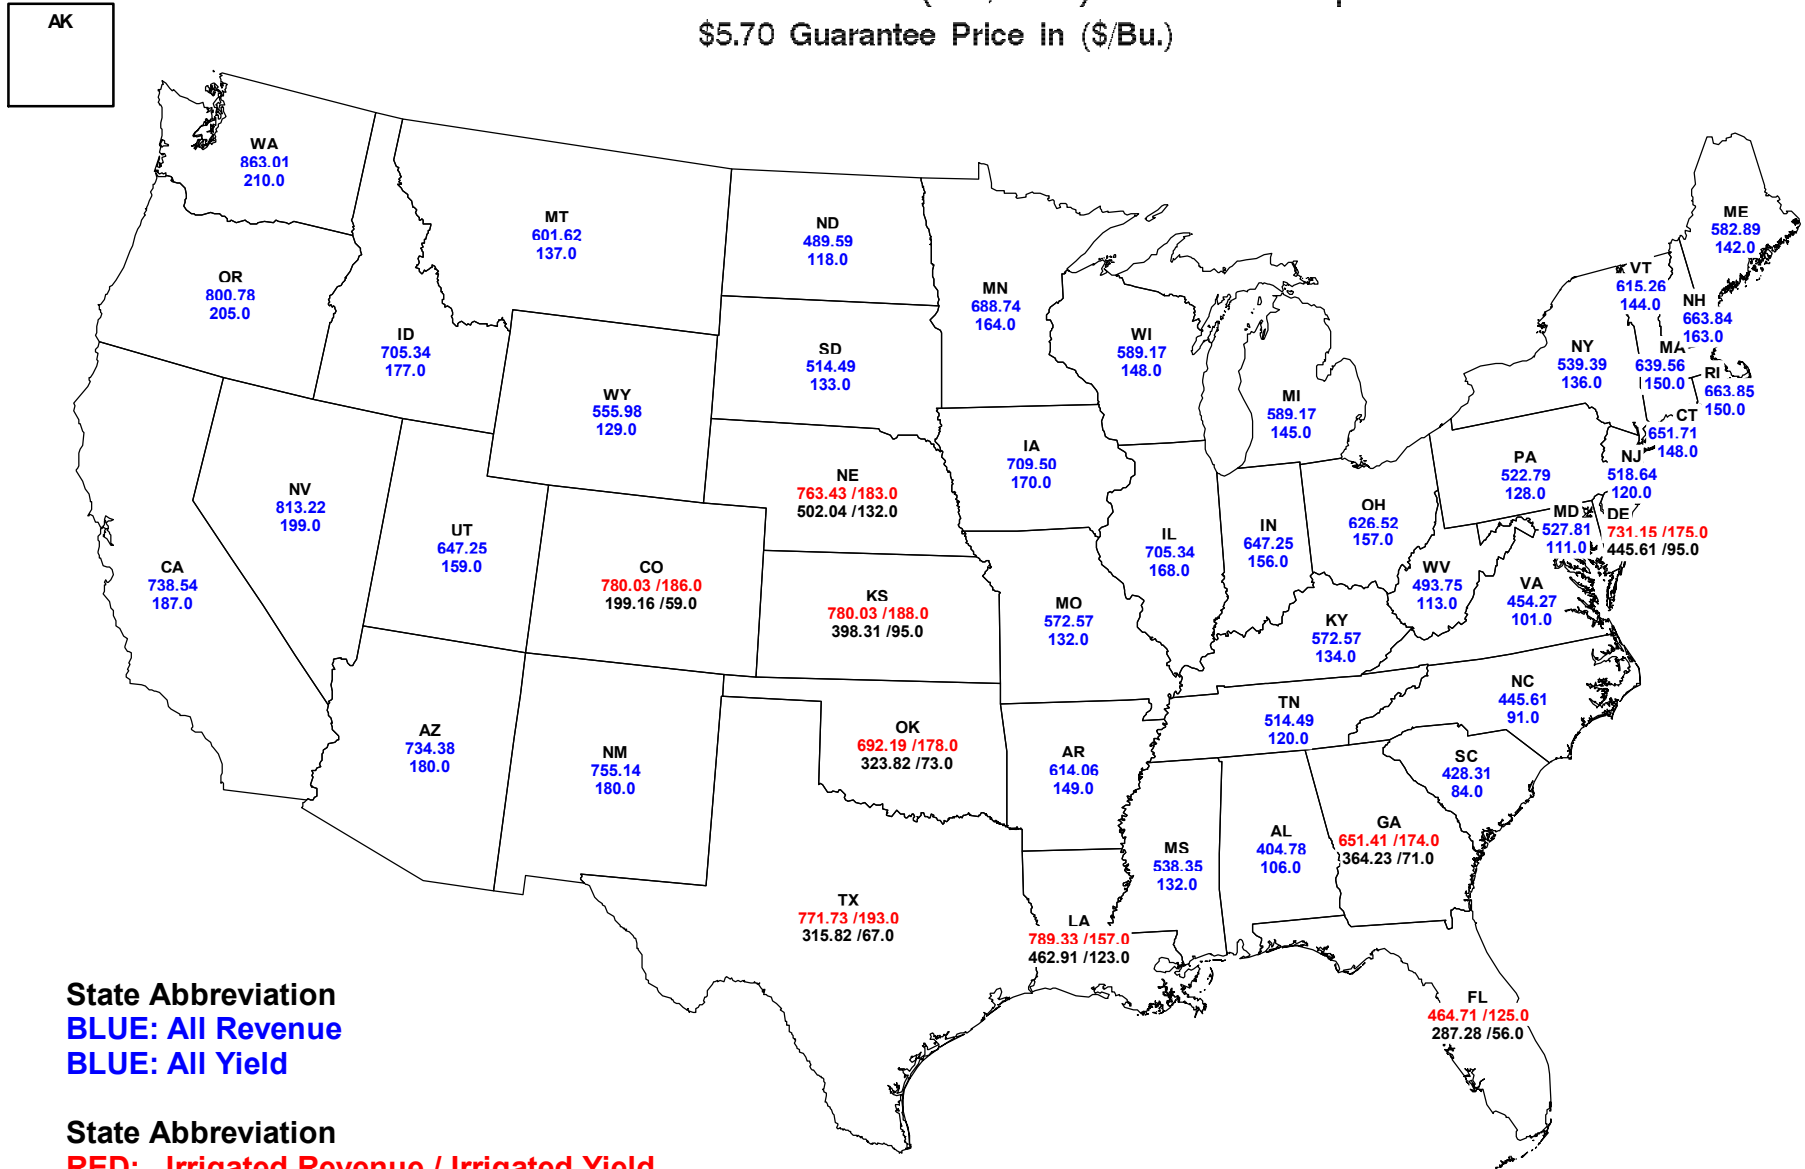 AK
$5.70 Guarantee Price in ($/Bu.)
WA
863.01
210.0
MT
601.62
137.0
ND
489.59
118.0
MN
688.74
164.0
ME
582.89
142.0
VT
615.26
144.0
NH
663.84
163.0
OR
800.78
205.0
ID
705.34
177.0
WI
589.17
148.0
NY
539.39
136.0
MA
639.56
150.0
RI
663.85
150.0
SD
514.49
133.0
WY
555.98
129.0
MI
589.17
145.0
CT
651.71
148.0
IA
709.50
170.0
PA
522.79
128.0
NJ
518.64
120.0
NE
763.43 /183.0
502.04 /132.0
NV
813.22
199.0
OH
626.52
157.0
MD
527.81
111.0
DE
731.15 /175.0
445.61 /95.0
UT
647.25
159.0
IL
705.34
168.0
IN
647.25
156.0
CA
738.54
187.0
CO
780.03 /186.0
199.16 /59.0
WV
493.75
113.0
VA
454.27
101.0
KS
780.03 /188.0
398.31 /95.0
MO
572.57
132.0
KY
572.57
134.0
NC
445.61
91.0
TN
514.49
120.0
AZ
734.38
180.0
NM
755.14
180.0
OK
692.19 /178.0
323.82 /73.0
AR
614.06
149.0
SC
428.31
84.0
GA
651.41 /174.0
364.23 /71.0
AL
404.78
106.0
MS
538.35
132.0
TX
771.73 /193.0
315.82 /67.0
LA
789.33 /157.0
462.91 /123.0
FL
464.71 /125.0
287.28 /56.0
State Abbreviation
BLUE: All Revenue
BLUE: All Yield
State Abbreviation
RED: Irrigated Revenue / Irrigated Yield